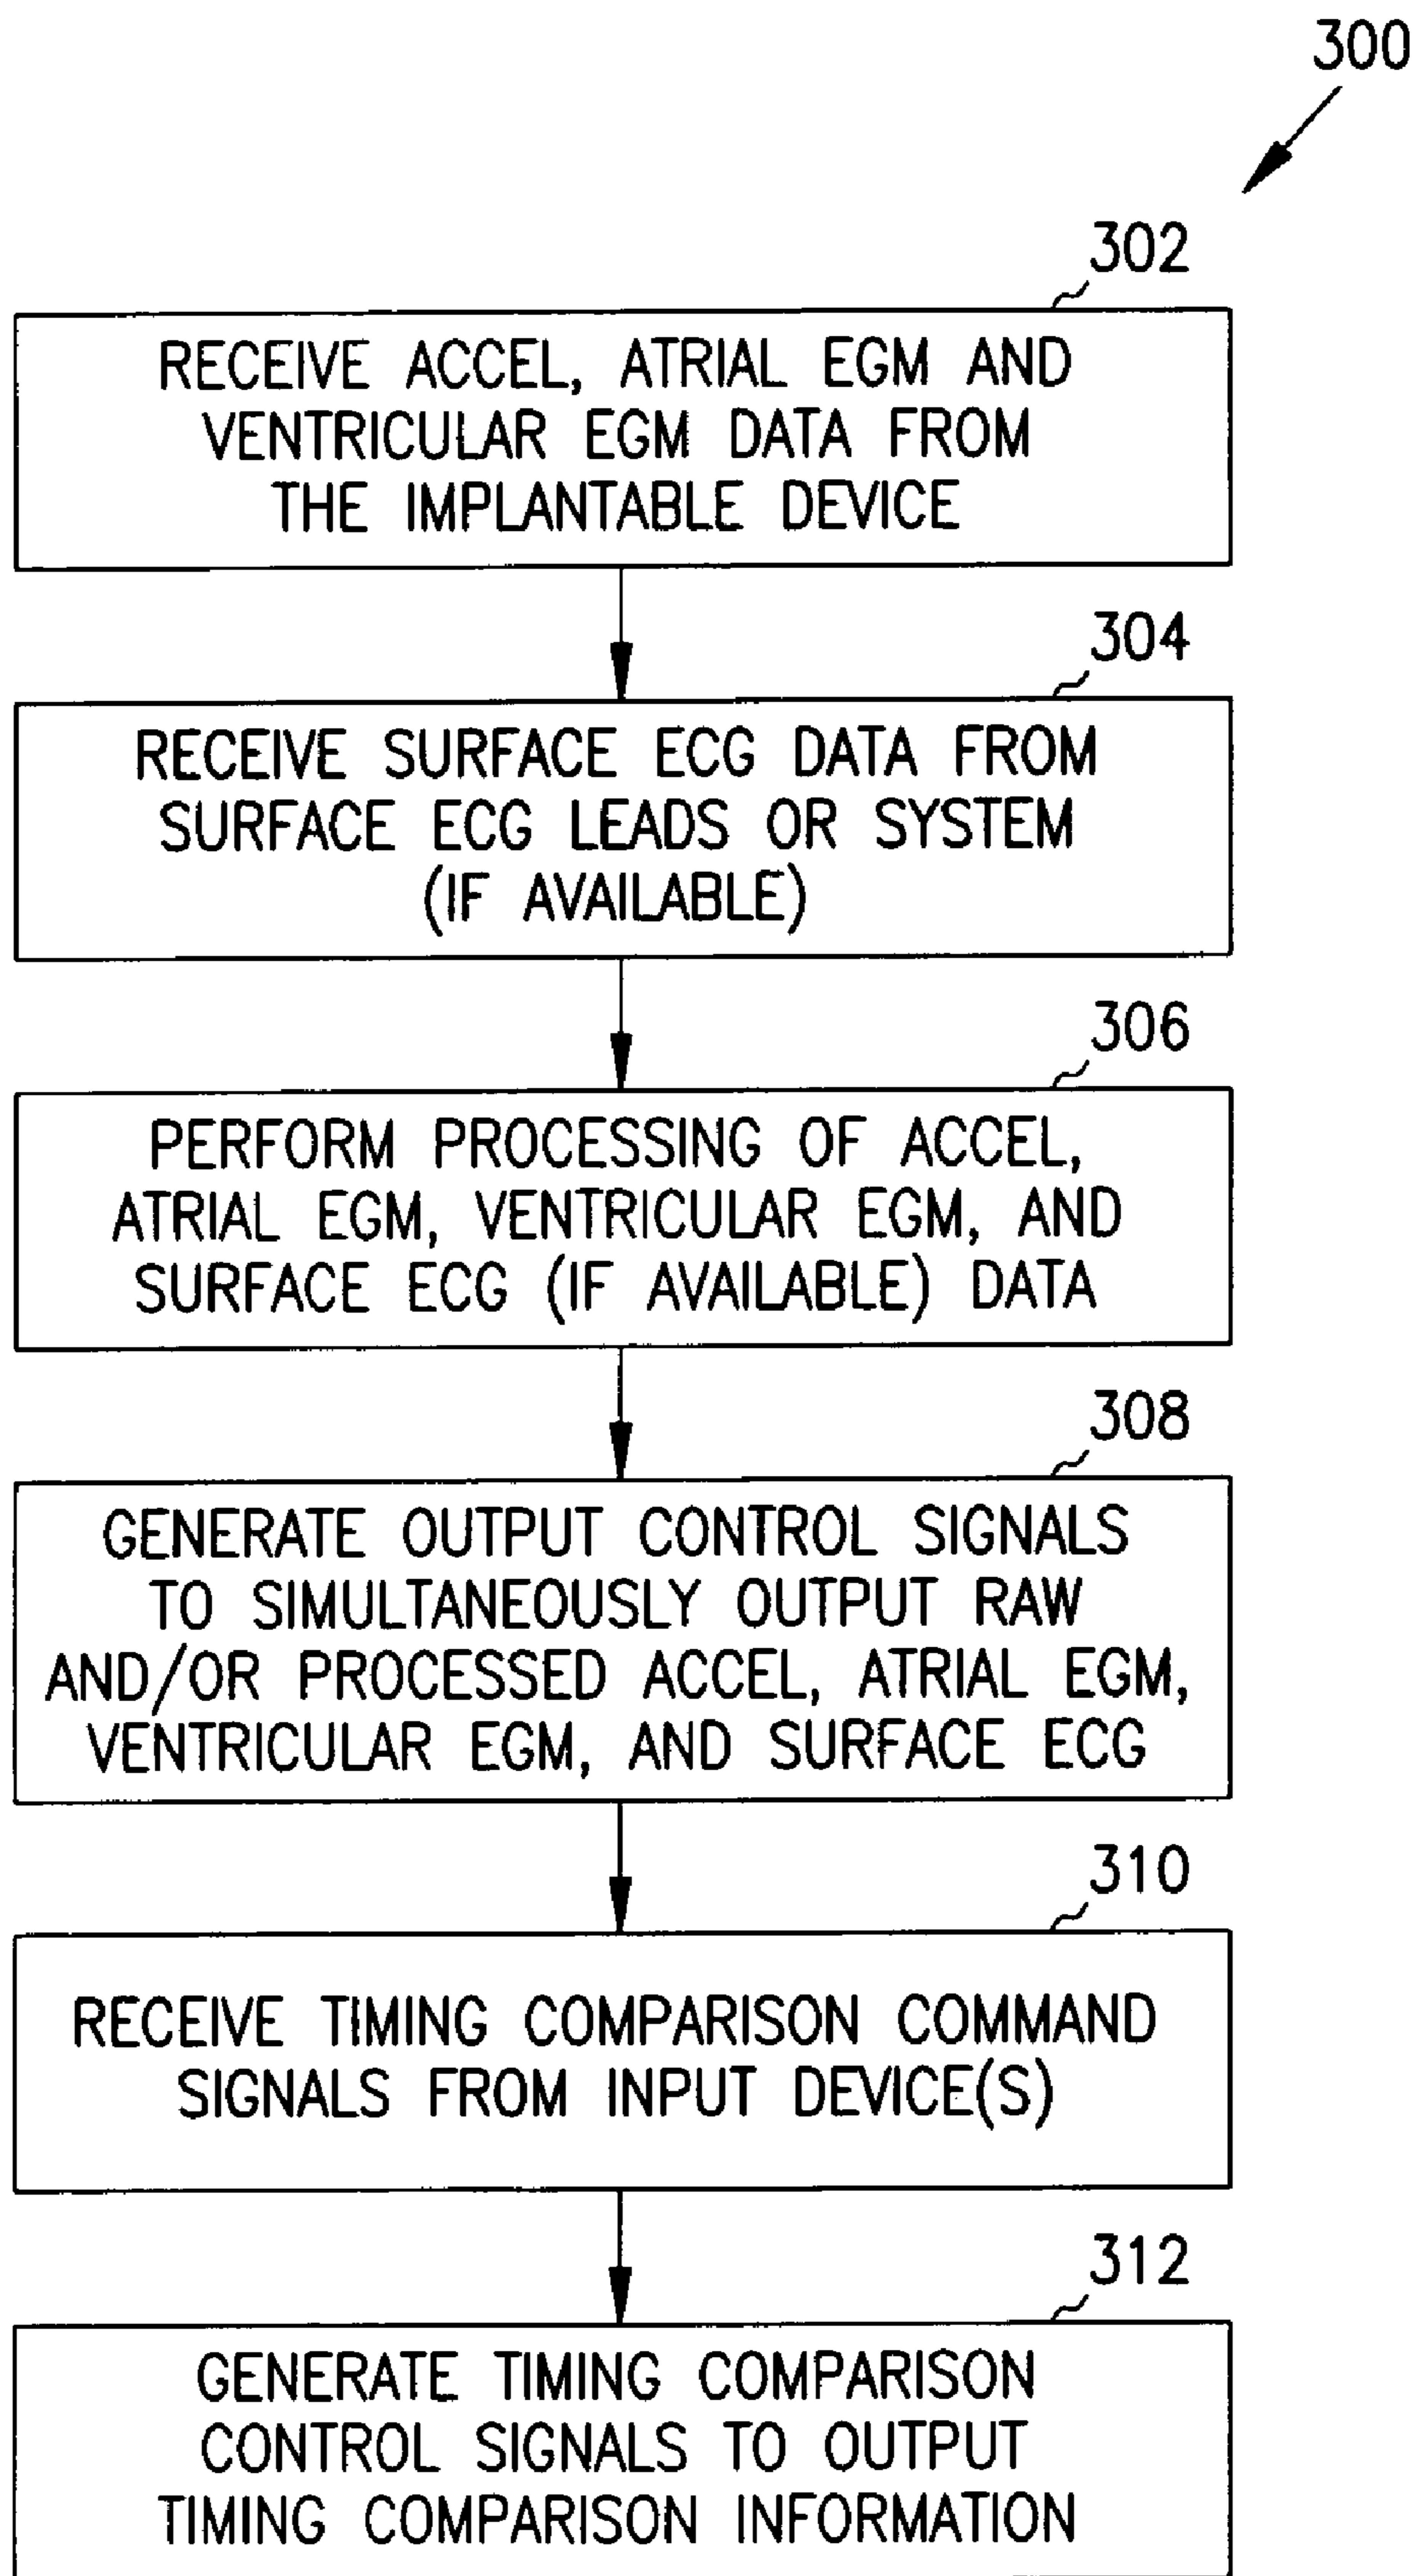 300
302
RECEIVE ACCEL, ATRIAL EGM AND
VENTRICULAR EGM DATA FROM
THE IMPLANTABLE DEVICE
304
RECEIVE SURFACE ECG DATA FROM
SURFACE ECG LEADS OR SYSTEM
(IF AVAILABLE)
306
PERFORM PROCESSING OF ACCEL,
ATRIAL EGM, VENTRICULAR EGM, AND
SURFACE ECG (IF AVAILABLE) DATA
308
GENERATE OUTPUT CONTROL SIGNALS
TO SIMULTANEOUSLY OUTPUT RAW
AND/OR PROCESSED ACCEL, ATRIAL EGM,
VENTRICULAR EGM, AND SURFACE ECG
310
RECEIVE TIMING COMPARISON COMMAND
SIGNALS FROM INPUT DEVICE(S)
312
GENERATE TIMING COMPARISON
CONTROL SIGNALS TO OUTPUT
TIMING COMPARISON INFORMATION